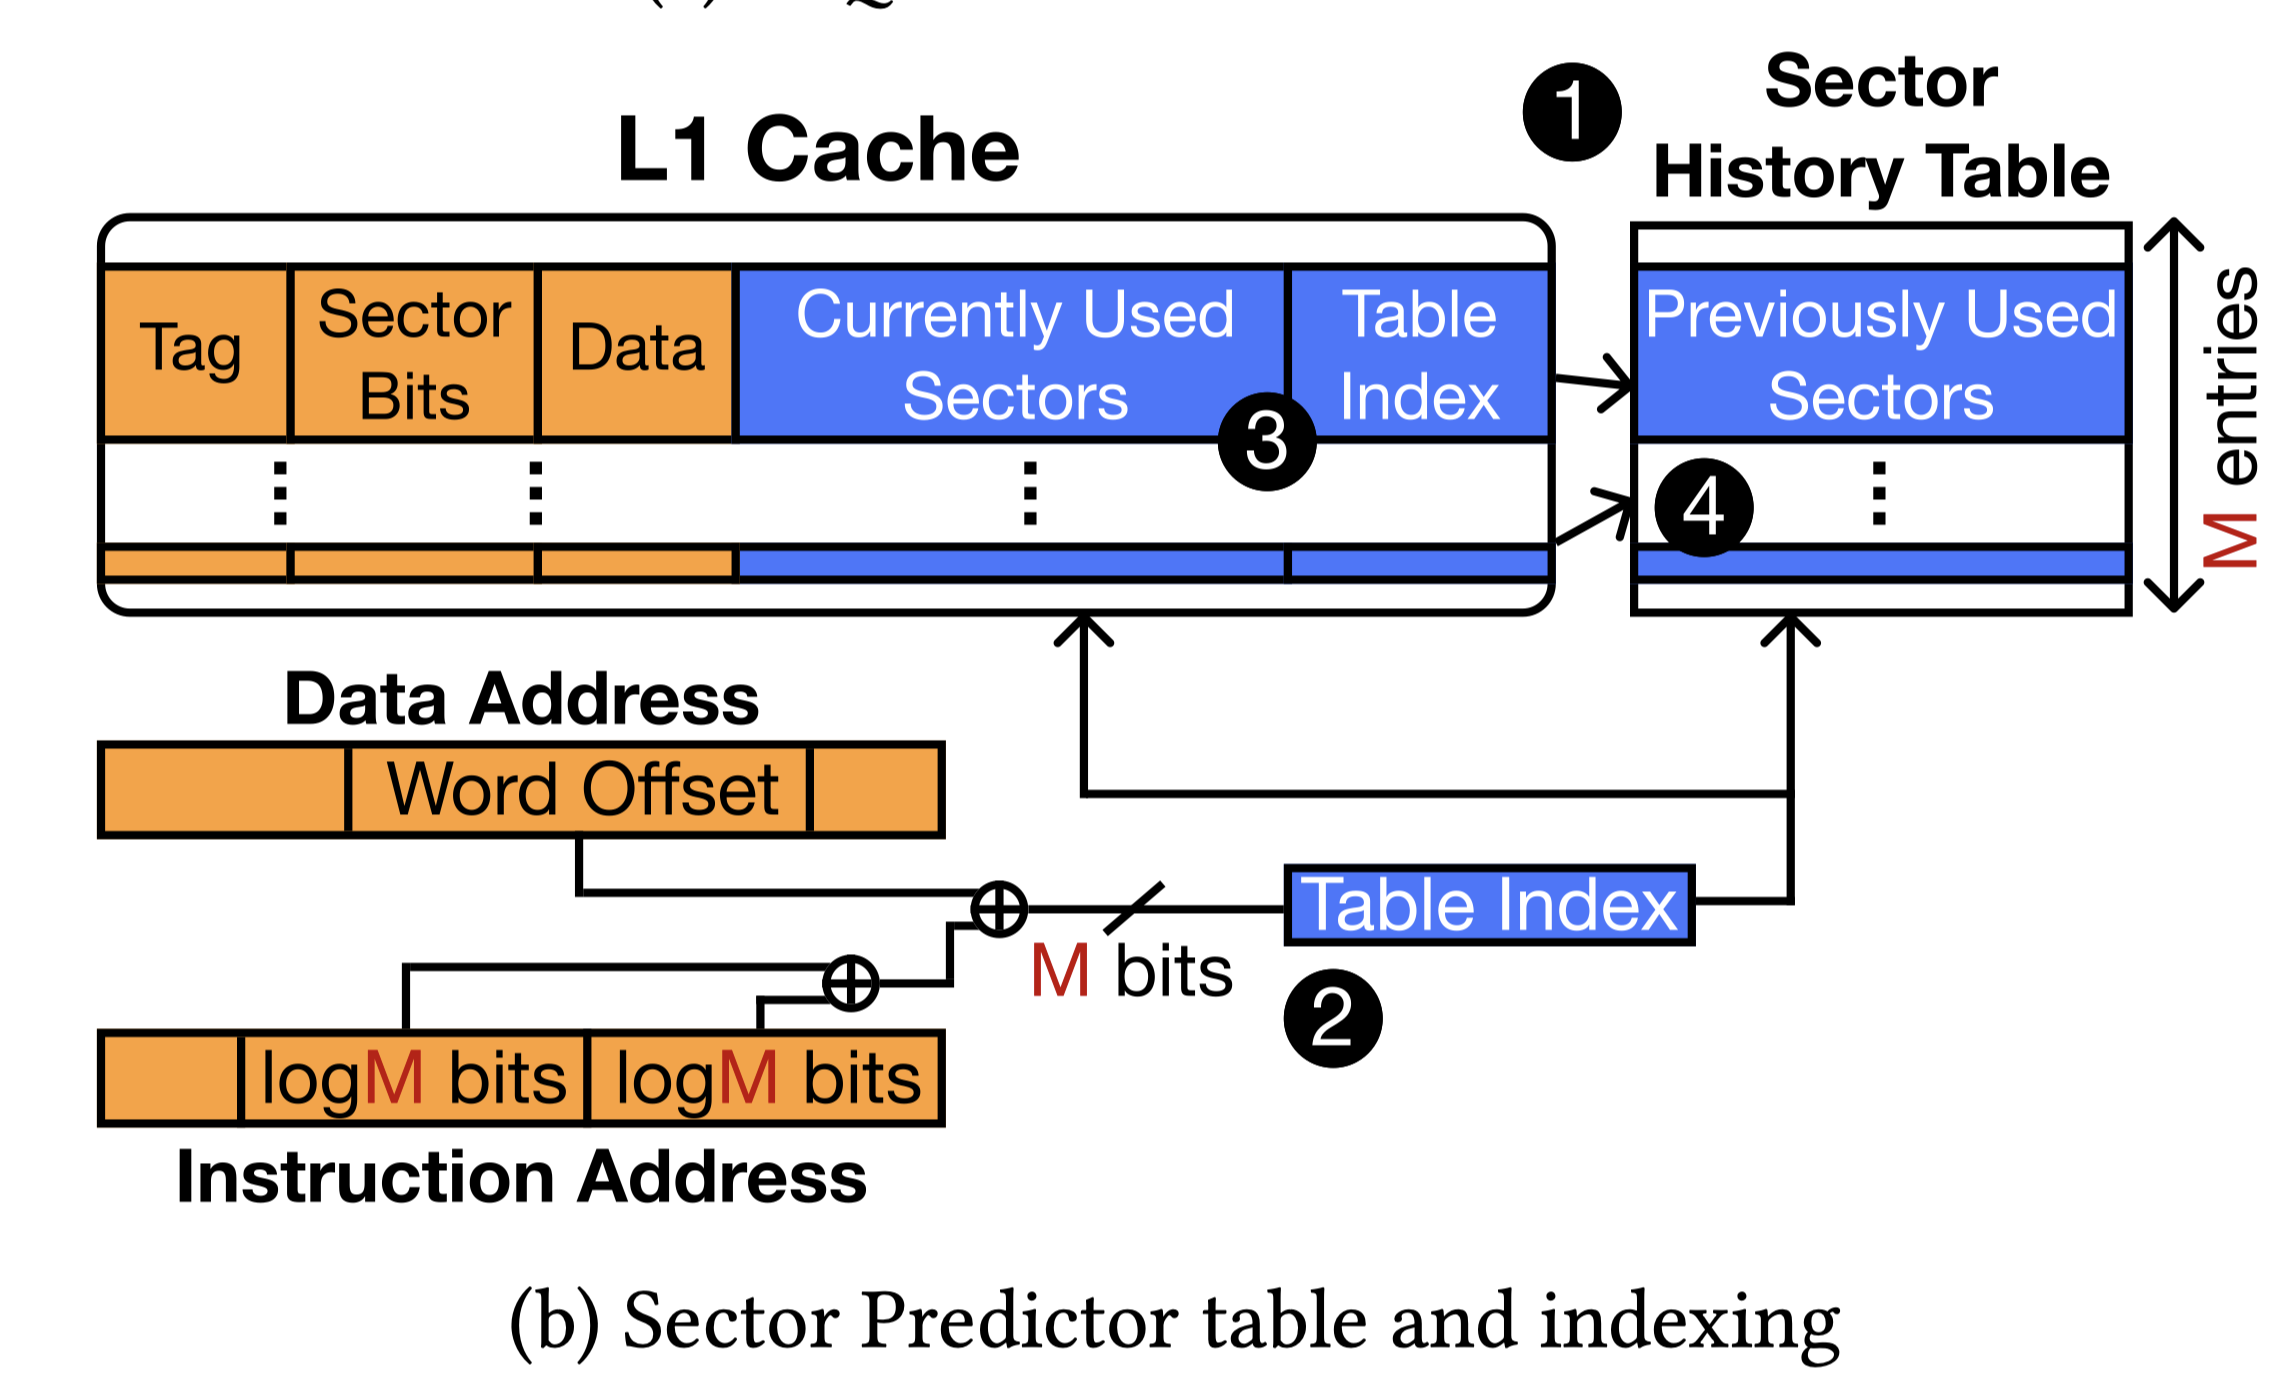 L1 Cache
1
Sector
History Table
Tag
Sector
Bits
Data
Currently Used
Sectors
Table
Index
Previously Used
Sectors
3
4
M entries
Data Address
Word Offset
Table Index
M bits
2
logM bits
logM bits
Instruction Address
(b) Sector Predictor table and indexing